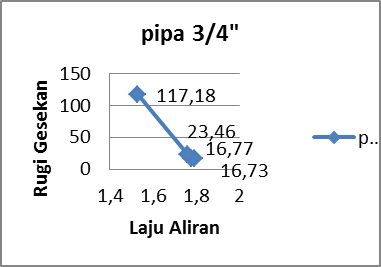 pipa 3/4"
Rugi Gesekan
150
100
50
0
117,18
23,46
16,77
16,73
1,4 1,6 1,8 2
Laju Aliran
p...